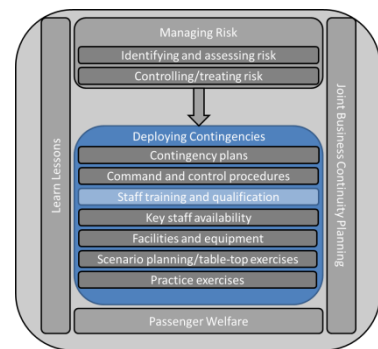 Managing Risk
Identifying and assessing risk
Controlling/treating risk
Learn Lessons
Joint Business
Continuity Planning
Deploying Contingencies
Contingency plans
Command and control procedures
Staff training and qualification
Key staff availability
Facilities and equipment
Scenario planning/table-top exercises
Practice exercises
Passenger Welfare